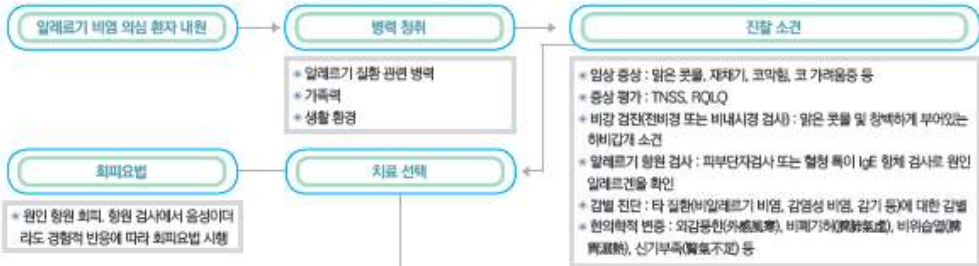 알레르기 비염 의심 환자 내원
병력 청취
진찰 소견
* 알레르기 질환 관련 병력
* 가족력
* 생활 환경
* 임상 증상 : 맑은 콧물, 재채기, 코막힘, 코 가려움증 등
* 증상 평가 : TNSS, RQLQ
* 비강 검진(전비경 또는 비내시경 검사) : 맑은 콧물 및 창백하게 부어있는
하비갑개 소견
* 알레르기 항원 검사 : 피부단자검사 또는 혈청 특이 IgE 항체 검사로 원인
알레르겐을 확인
* 감별 진단 : 타 질환(비알레르기 비염, 감염성 비염, 감기 등)에 대한 감별
* 한의학적 변증 : 외감풍한(外感風寒), 비폐기허(脾肺氣虛), 비위습열(脾
胃濕熱), 신기부족(腎氣不足) 등
회피요법
치료 선택
* 원인 항원 회피, 항원 검사에서 음성이더
라도 경험적 반응에 따라 회피요법 시행